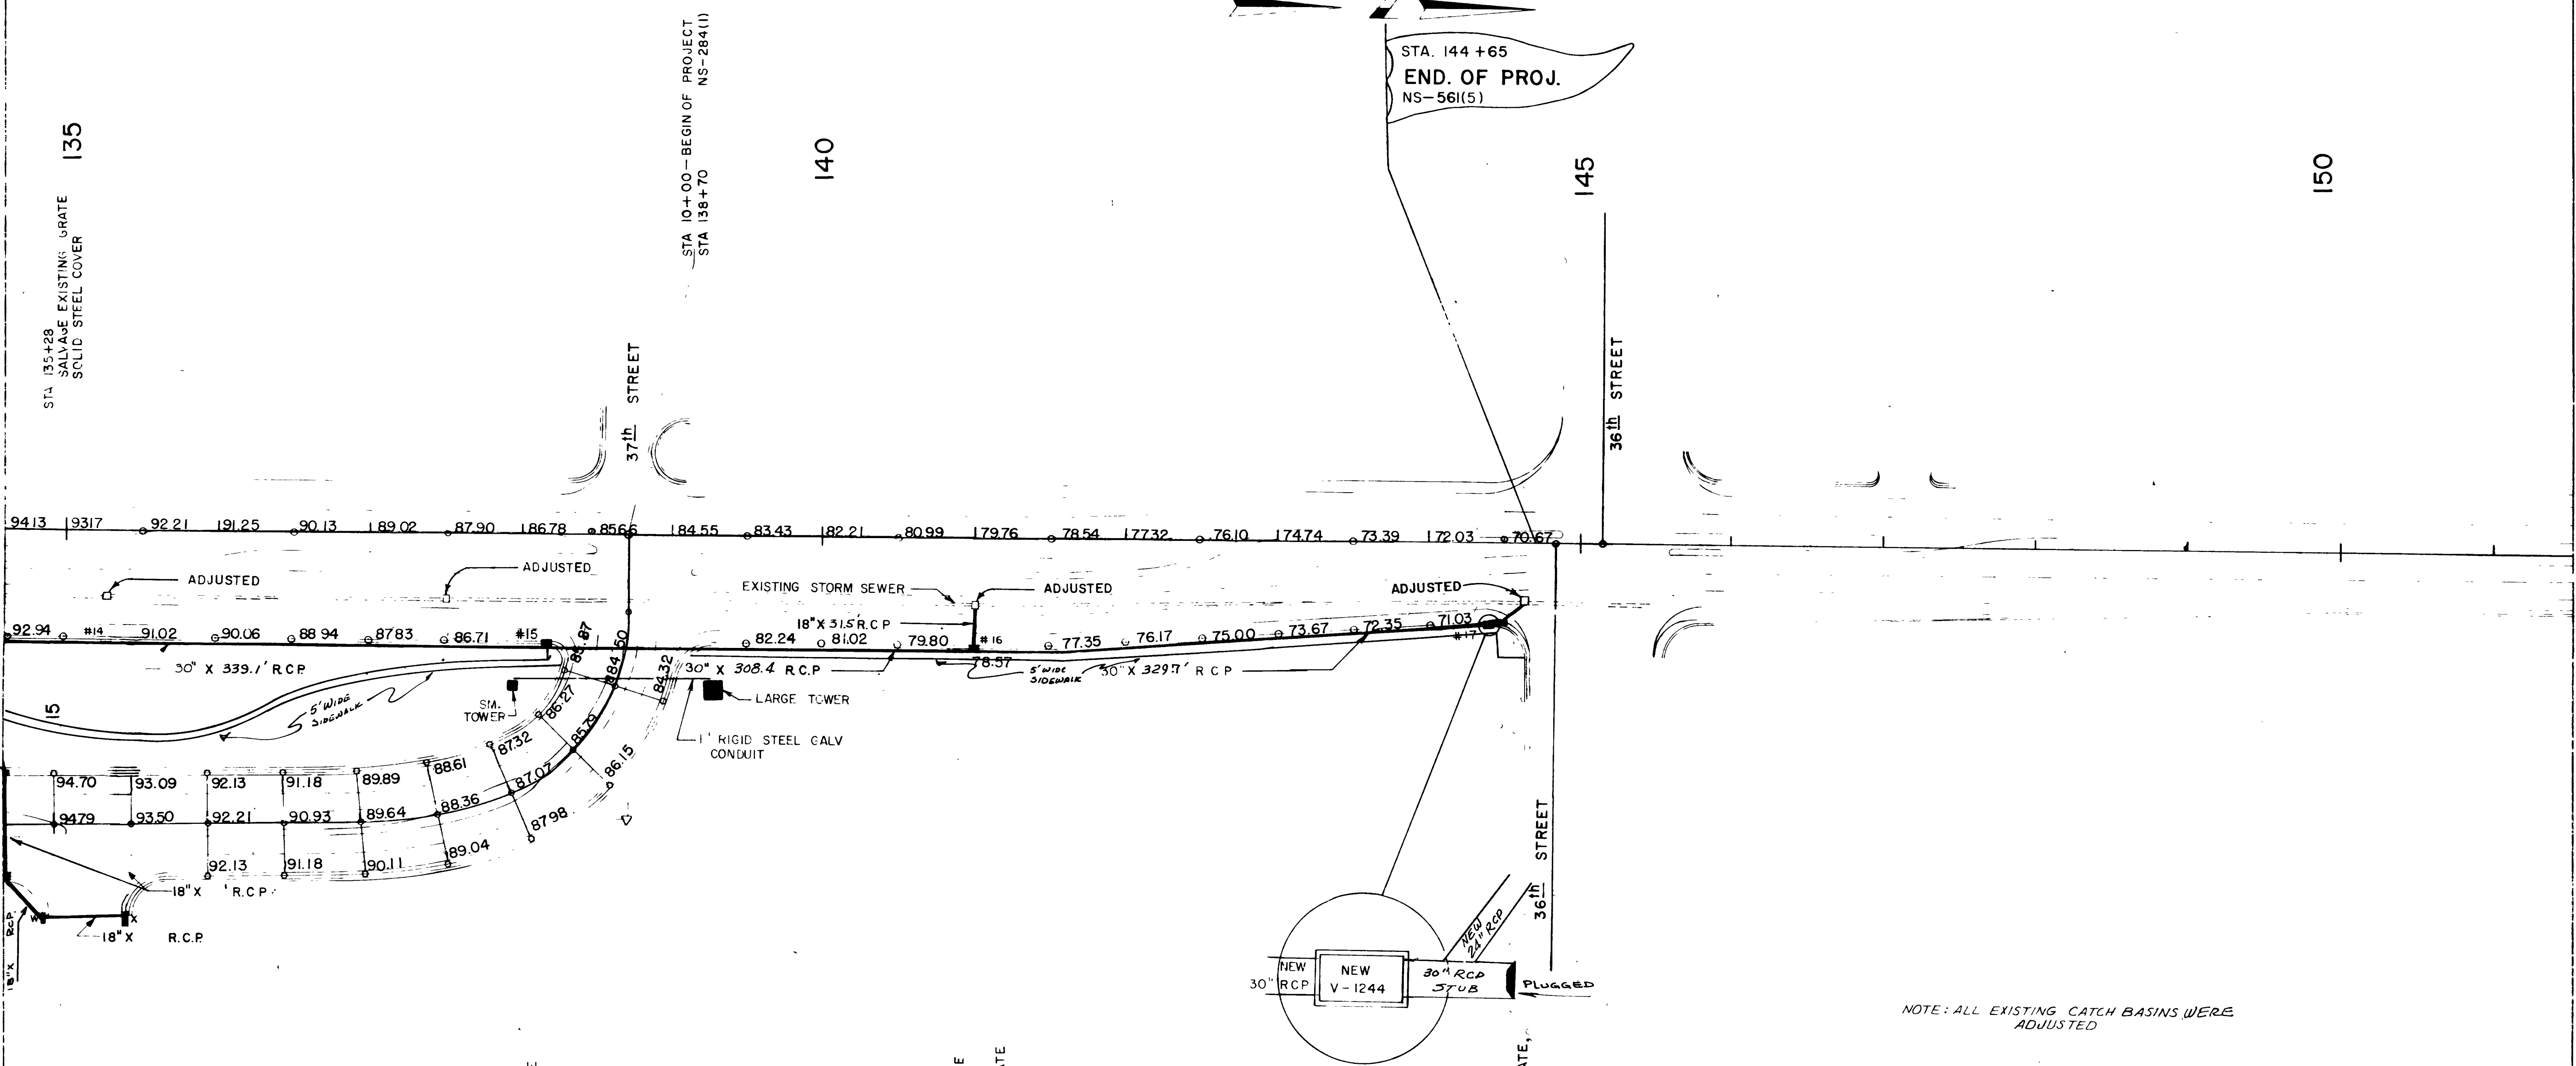 STA. 144+65
END. OF PROJ.
NS-561(5)
STA 10+00-BEGIN OF PROJECT
STA 138+70 NS-284(1)
135
140
145
150
STA 135+28
SALVAGE EXISTING GRATE
SOLID STEEL COVER
37th STREET
36th STREET
94.13 93.17 92.21 91.25 90.13 89.02 87.90 86.78 85.66 84.55 83.43 82.21 80.99 79.76 78.54 77.32 76.10 74.74 73.39 72.03 70.67
ADJUSTED
ADJUSTED
EXISTING STORM SEWER
ADJUSTED
ADJUSTED
18" X 31.5' R.C.P
92.94 #14 91.02 90.06 88.94 87.83 86.71 #15 85.87 84.50 82.24 81.02 79.80 #16 77.35 76.17 75.00 73.67 72.35 71.03 #17
78.57
84.32
30" X 339.1' R.C.P
30" X 308.4 R.C.P
5' WIDE
SIDEWALK
30" X 329.7' R C P
15
5' WIDE
SIDEWALK
SM.
TOWER
LARGE TOWER
1" RIGID STEEL GALV
CONDUIT
86.27
85.79
86.15
87.32
87.07
87.98
94.70 93.09 92.13 91.18 89.89 88.61
94.79 93.50 92.21 90.93 89.64 88.36
92.13 91.18 90.11 89.04
18" X ' R.C.P.
W X
18" X R.C.P.
18" X RCP
36th STREET
NEW
24" RCP
NEW
30" RCP
NEW
V-1244
30" RCP
STUB
PLUGGED
NOTE: ALL EXISTING CATCH BASINS WERE
ADJUSTED
E
E
ATE
ATE,